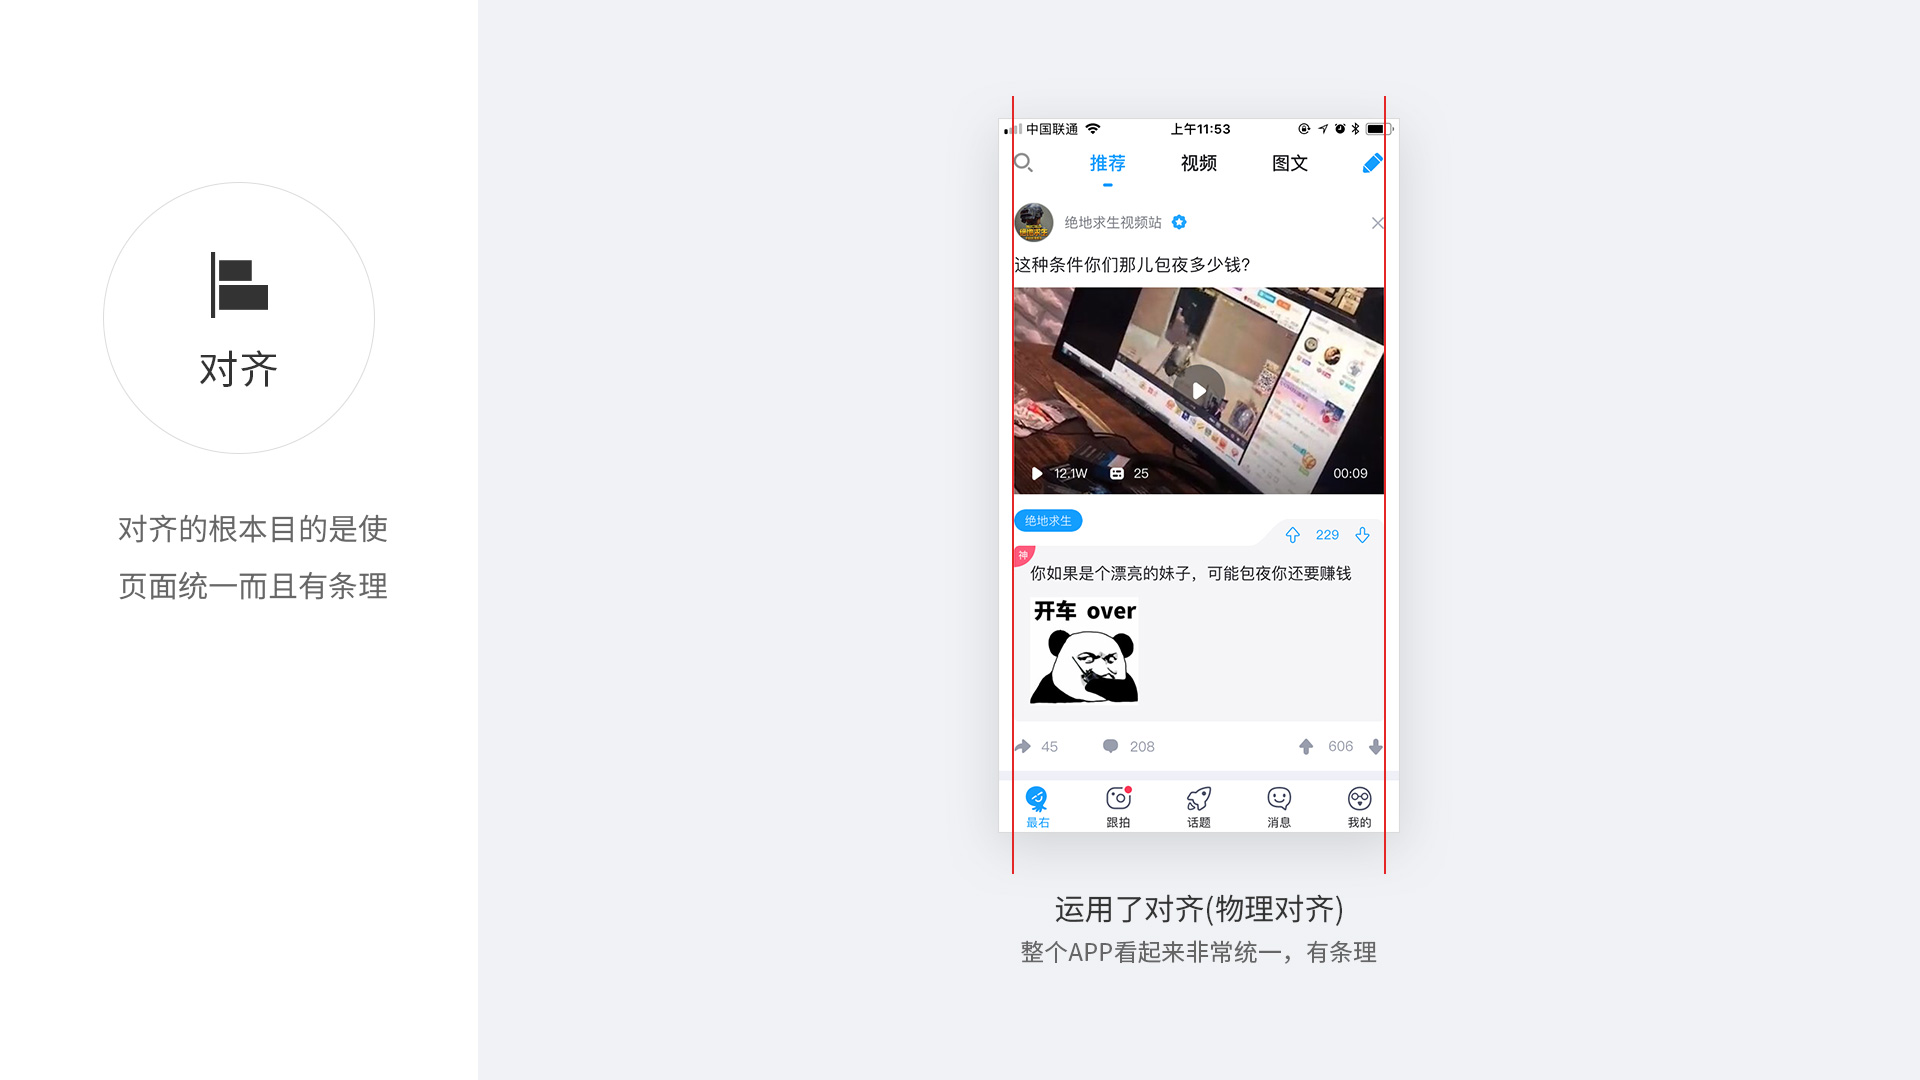 对齐
对齐的根本目的是使
页面统一而且有条理
中国联通
上午11:53
推荐
视频
图文
绝地求生视频站
这种条件你们那儿包夜多少钱?
12.1W
25
00:09
绝地求生
229
神
你如果是个漂亮的妹子，可能包夜你还要赚钱
开车 over
45
208
606
最右
跟拍
话题
消息
我的
运用了对齐(物理对齐)
整个APP看起来非常统一，有条理